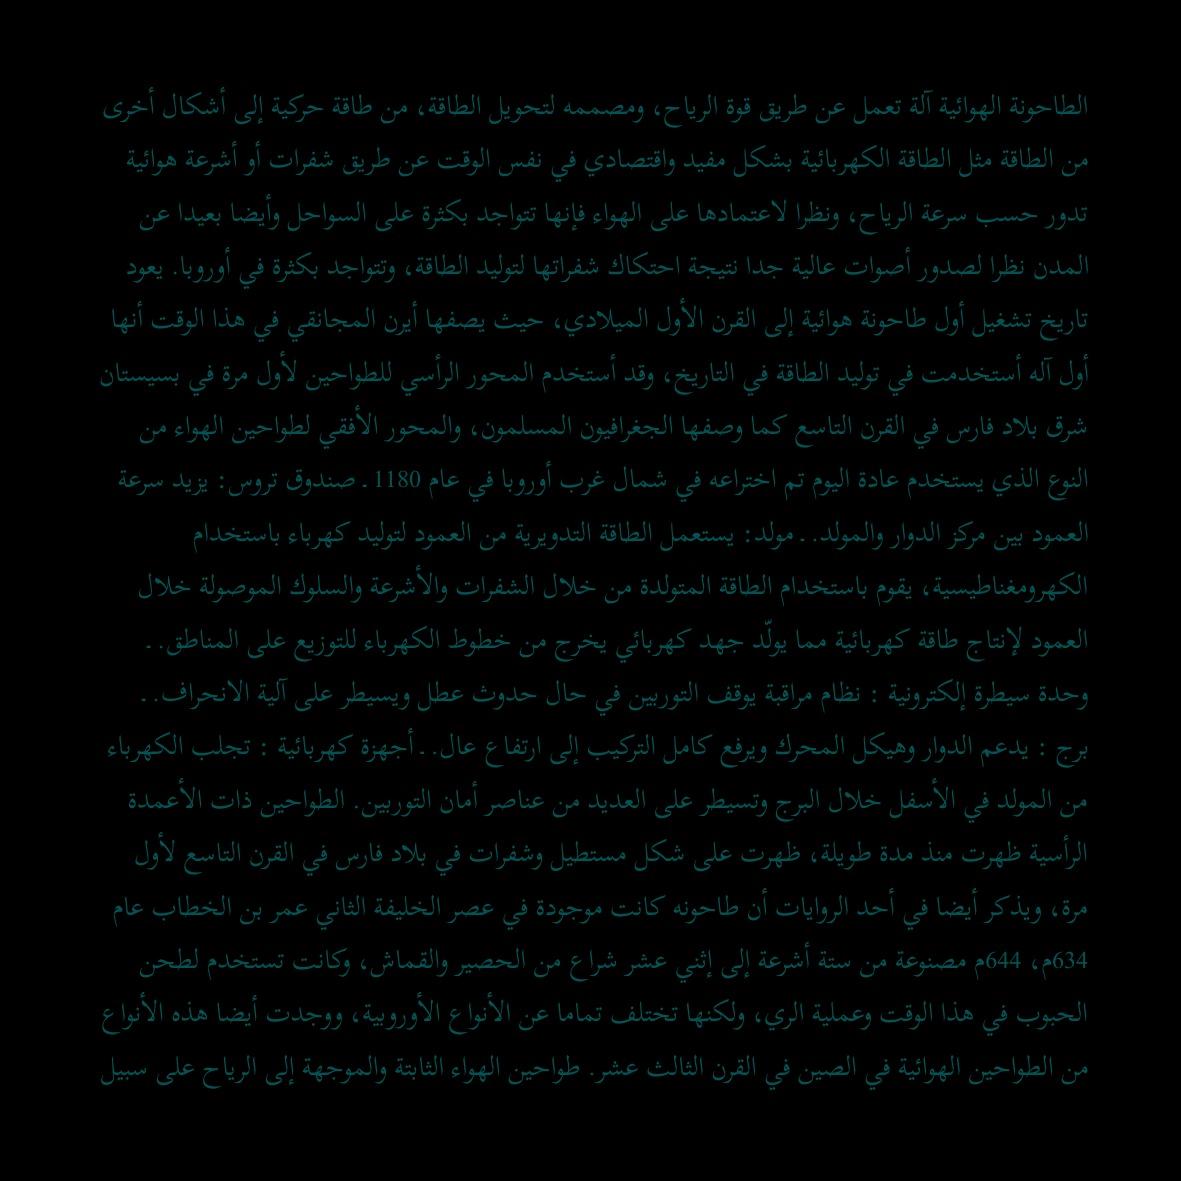 الطاحونة الهوائية آلة تعمل عن طريق قوة الرياح، ومصممه لتحويل الطاقة، من طاقة حركية إلى أشكال أخرى
من الطاقة مثل الطاقة الكهربائية بشكل مفيد واقتصادي في نفس الوقت عن طريق شفرات أو أشرعة هوائية
تدور حسب سرعة الرياح، ونظرا لاعتمادها على الهواء فإنها تتواجد بكثرة على السواحل وأيضا بعيدا عن
المدن نظرا لصدور أصوات عالية جدا نتيجة احتكاك شفراتها لتوليد الطاقة، وتتواجد بكثرة في أوروبا. يعود
تاريخ تشغيل أول طاحونة هوائية إلى القرن الأول الميلادي، حيث يصفها أيرن المجانقي في هذا الوقت أنها
أول آله أستخدمت في توليد الطاقة في التاريخ، وقد أستخدم المحور الرأسي للطواحين لأول مرة في بسيستان
شرق بلاد فارس في القرن التاسع كما وصفها الجغرافيون المسلمون، والمحور الأفقي لطواحين الهواء من
النوع الذي يستخدم عادة اليوم تم اختراعه في شمال غرب أوروبا في عام 1180 ـ صندوق تروس: يزيد سرعة
العمود بين مركز الدوار والمولد. ـ مولد: يستعمل الطاقة التدويرية من العمود لتوليد كهرباء باستخدام
الكهرومغناطيسية، يقوم باستخدام الطاقة المتولدة من خلال الشفرات والأشرعة والسلوك الموصولة خلال
العمود لإنتاج طاقة كهربائية مما يولّد جهد كهربائي يخرج من خطوط الكهرباء للتوزيع على المناطق. ـ
وحدة سيطرة إلكترونية : نظام مراقبة يوقف التوربين في حال حدوث عطل ويسيطر على آلية الانحراف. ـ
برج : يدعم الدوار وهيكل المحرك ويرفع كامل التركيب إلى ارتفاع عال. ـ أجهزة كهربائية : تجلب الكهرباء
من المولد في الأسفل خلال البرج وتسيطر على العديد من عناصر أمان التوربين. الطواحين ذات الأعمدة
الرأسية ظهرت منذ مدة طويلة، ظهرت على شكل مستطيل وشفرات في بلاد فارس في القرن التاسع لأول
مرة، ويذكر أيضا في أحد الروايات أن طاحونه كانت موجودة في عصر الخليفة الثاني عمر بن الخطاب عام
634م، 644م مصنوعة من ستة أشرعة إلى إثني عشر شراع من الحصير والقماش، وكانت تستخدم لطحن
الحبوب في هذا الوقت وعملية الري، ولكنها تختلف تماما عن الأنواع الأوروبية، ووجدت أيضا هذه الأنواع
من الطواحين الهوائية في الصين في القرن الثالث عشر. طواحين الهواء الثابتة والموجهة إلى الرياح على سبيل